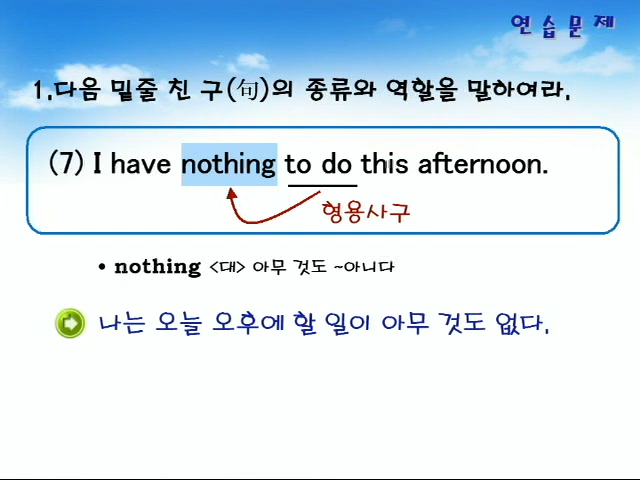 연습문제
1.다음 밑줄 친 구(句)의 종류와 역할을 말하여라.
(7) I have nothing to do this afternoon.
형용사구
• nothing <대> 아무 것도 ~아니다
나는 오늘 오후에 할 일이 아무 것도 없다.